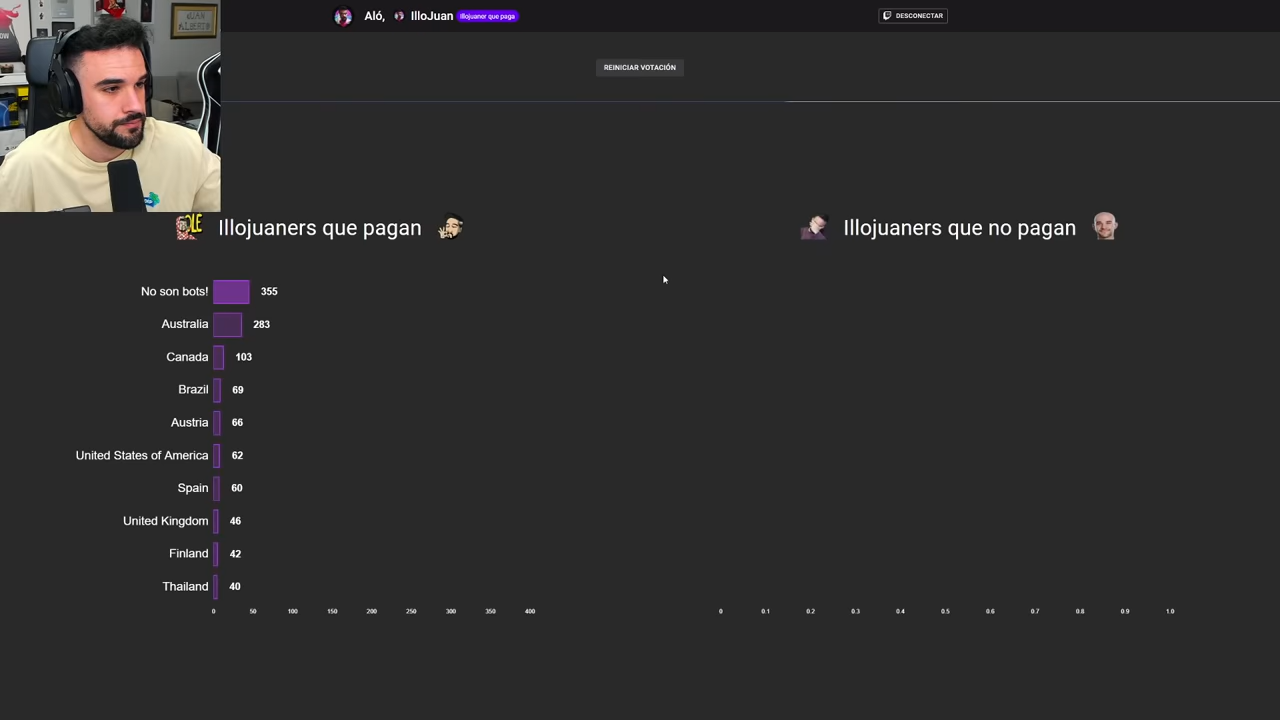 JUAN
ALBERTO
Aló, IlloJuan Illojuaner que paga
DESCONECTAR
REINICIAR VOTACIÓN
OLE
Illojuaners que pagan
Illojuaners que no pagan
No son bots! 355
Australia 283
Canada 103
Brazil 69
Austria 66
United States of America 62
Spain 60
United Kingdom 46
Finland 42
Thailand 40
0 50 100 150 200 250 300 350 400
0 0.1 0.2 0.3 0.4 0.5 0.6 0.7 0.8 0.9 1.0